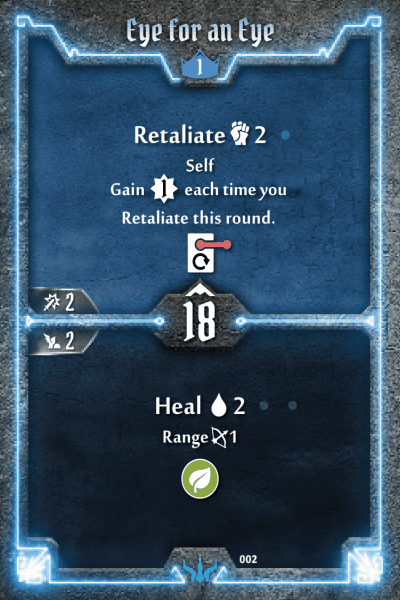 Eye for an Eye
1
Retaliate 2
Self
Gain 1 each time you
Retaliate this round.
2
18
2
Heal 2
Range 1
002